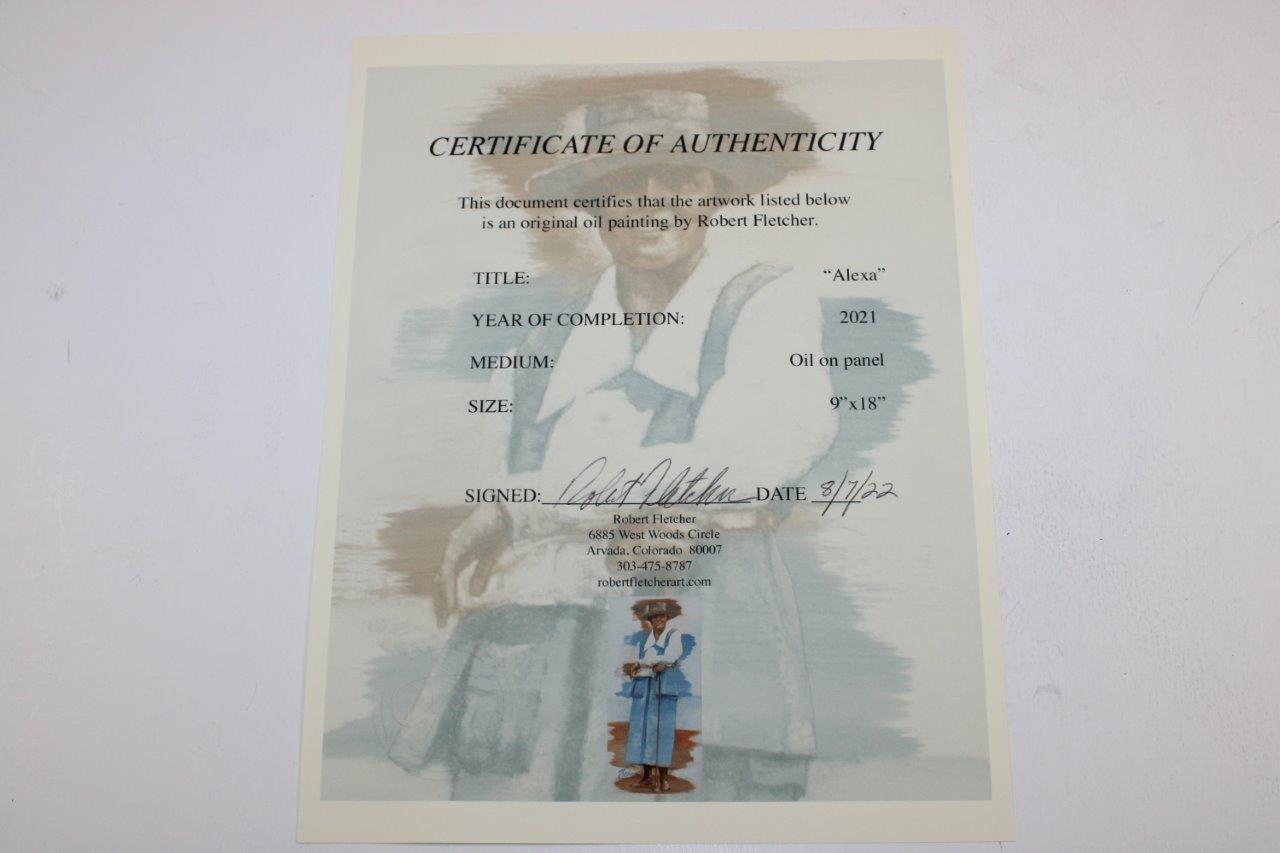 CERTIFICATE OF AUTHENTICITY
This document certifies that the artwork listed below
is an original oil painting by Robert Fletcher.
TITLE: “Alexa”
YEAR OF COMPLETION: 2021
MEDIUM: Oil on panel
SIZE: 9”x18”
SIGNED: Robert Fletcher DATE 8/7/22
Robert Fletcher
6885 West Woods Circle
Arvada, Colorado 80007
303-475-8787
robertfletcherart.com